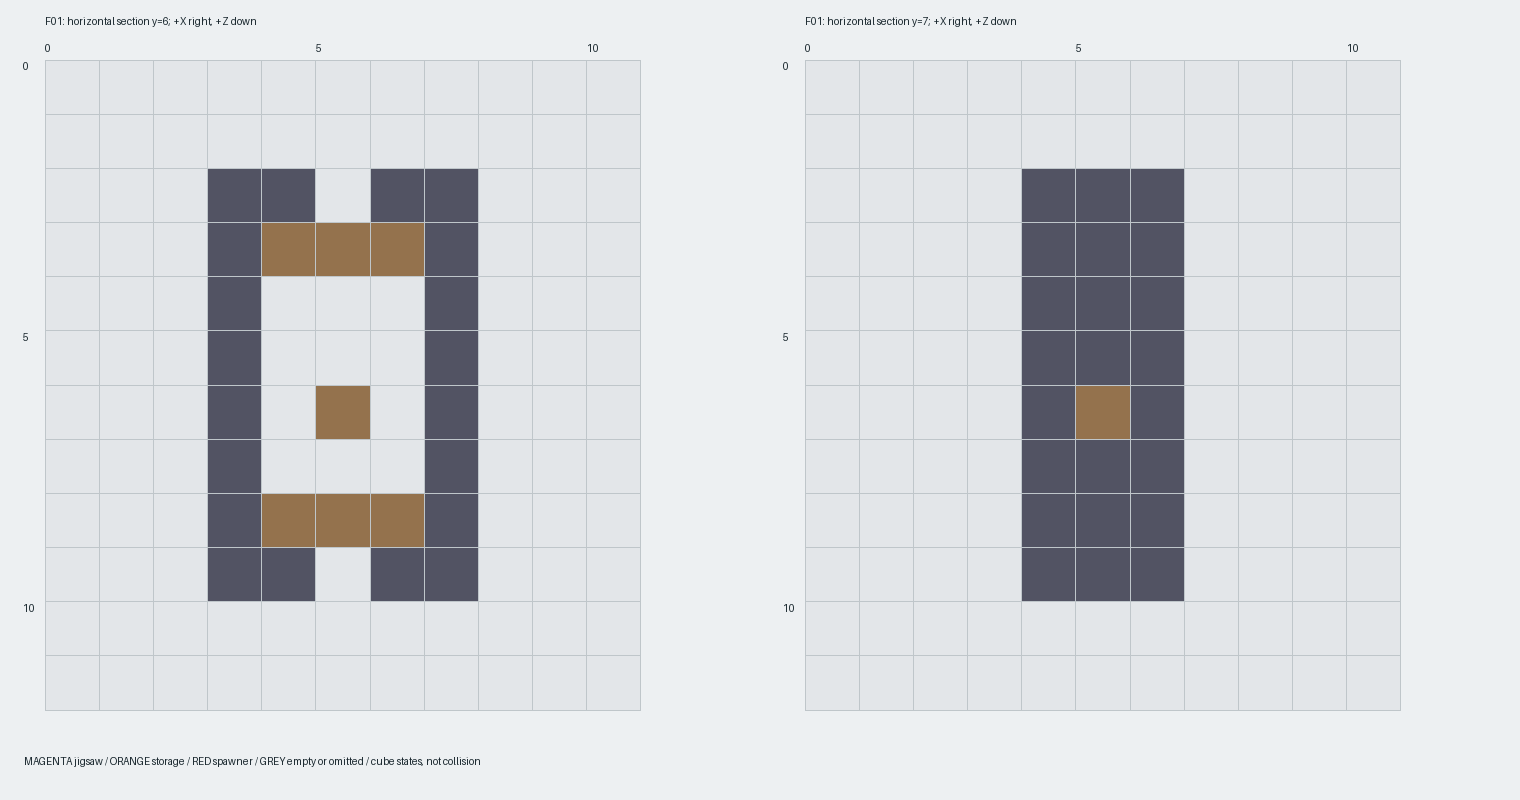 F01: horizontal section y=6; +X right, +Z down
F01: horizontal section y=7; +X right, +Z down
0 5 10
0 5 10
0
0
5
5
10
10
MAGENTA jigsaw / ORANGE storage / RED spawner / GREY empty or omitted / cube states, not collision